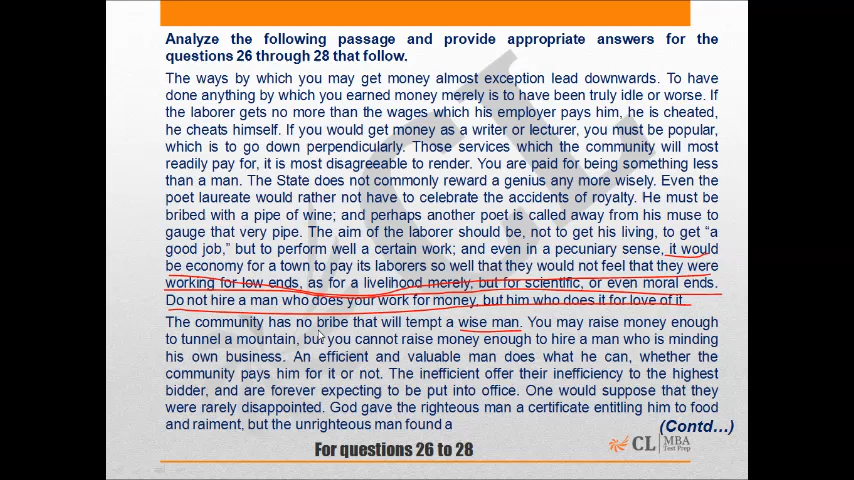 Analyze the following passage and provide appropriate answers for the
questions 26 through 28 that follow.
The ways by which you may get money almost exception lead downwards. To have
done anything by which you earned money merely is to have been truly idle or worse. If
the laborer gets no more than the wages which his employer pays him, he is cheated,
he cheats himself. If you would get money as a writer or lecturer, you must be popular,
which is to go down perpendicularly. Those services which the community will most
readily pay for, it is most disagreeable to render. You are paid for being something less
than a man. The State does not commonly reward a genius any more wisely. Even the
poet laureate would rather not have to celebrate the accidents of royalty. He must be
bribed with a pipe of wine; and perhaps another poet is called away from his muse to
gauge that very pipe. The aim of the laborer should be, not to get his living, to get “a
good job,” but to perform well a certain work; and even in a pecuniary sense, it would
be economy for a town to pay its laborers so well that they would not feel that they were
working for low ends, as for a livelihood merely, but for scientific, or even moral ends.
Do not hire a man who does your work for money, but him who does it for love of it.
The community has no bribe that will tempt a wise man. You may raise money enough
to tunnel a mountain, but you cannot raise money enough to hire a man who is minding
his own business. An efficient and valuable man does what he can, whether the
community pays him for it or not. The inefficient offer their inefficiency to the highest
bidder, and are forever expecting to be put into office. One would suppose that they
were rarely disappointed. God gave the righteous man a certificate entitling him to food
and raiment, but the unrighteous man found a
(Contd…)
For questions 26 to 28
CL MBA
Test Prep
CL